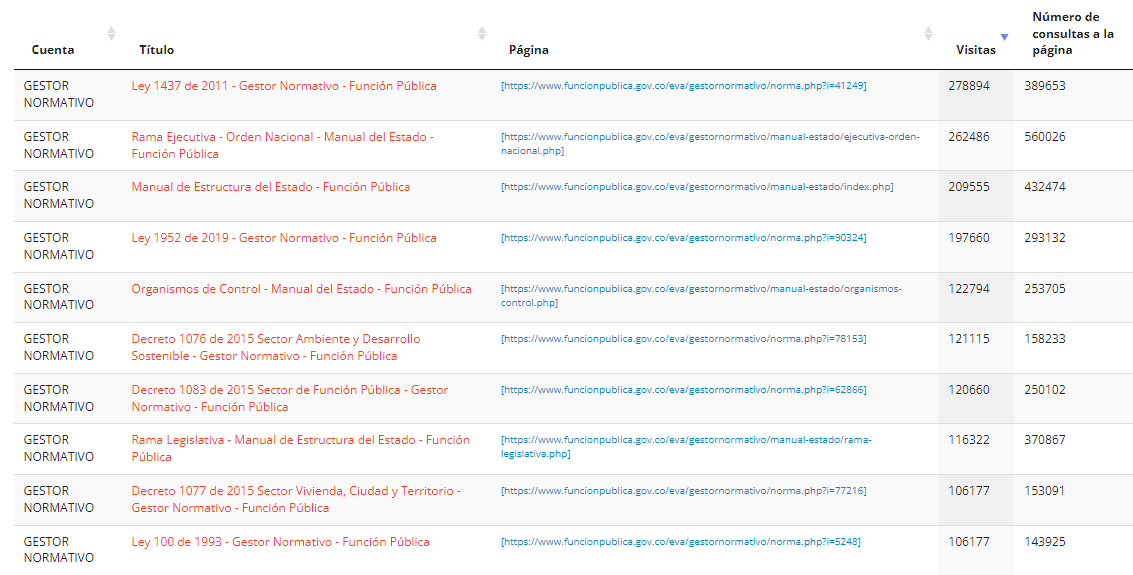 Cuenta
Título
Página
Visitas
Número de
consultas a la
página
GESTOR
NORMATIVO
Ley 1437 de 2011 - Gestor Normativo - Función Pública
[https://www.funcionpublica.gov.co/eva/gestornormativo/norma.php?i=41249]
278894
389653
GESTOR
NORMATIVO
Rama Ejecutiva - Orden Nacional - Manual del Estado -
Función Pública
[https://www.funcionpublica.gov.co/eva/gestornormativo/manual-estado/ejecutiva-orden-
nacional.php]
262486
560026
GESTOR
NORMATIVO
Manual de Estructura del Estado - Función Pública
[https://www.funcionpublica.gov.co/eva/gestornormativo/manual-estado/index.php]
209555
432474
GESTOR
NORMATIVO
Ley 1952 de 2019 - Gestor Normativo - Función Pública
[https://www.funcionpublica.gov.co/eva/gestornormativo/norma.php?i=90324]
197660
293132
GESTOR
NORMATIVO
Organismos de Control - Manual del Estado - Función Pública
[https://www.funcionpublica.gov.co/eva/gestornormativo/manual-estado/organismos-
control.php]
122794
253705
GESTOR
NORMATIVO
Decreto 1076 de 2015 Sector Ambiente y Desarrollo
Sostenible - Gestor Normativo - Función Pública
[https://www.funcionpublica.gov.co/eva/gestornormativo/norma.php?i=78153]
121115
158233
GESTOR
NORMATIVO
Decreto 1083 de 2015 Sector de Función Pública - Gestor
Normativo - Función Pública
[https://www.funcionpublica.gov.co/eva/gestornormativo/norma.php?i=62866]
120660
250102
GESTOR
NORMATIVO
Rama Legislativa - Manual de Estructura del Estado - Función
Pública
[https://www.funcionpublica.gov.co/eva/gestornormativo/manual-estado/rama-
legislativa.php]
116322
370867
GESTOR
NORMATIVO
Decreto 1077 de 2015 Sector Vivienda, Ciudad y Territorio -
Gestor Normativo - Función Pública
[https://www.funcionpublica.gov.co/eva/gestornormativo/norma.php?i=77216]
106177
153091
GESTOR
NORMATIVO
Ley 100 de 1993 - Gestor Normativo - Función Pública
[https://www.funcionpublica.gov.co/eva/gestornormativo/norma.php?i=5248]
106177
143925